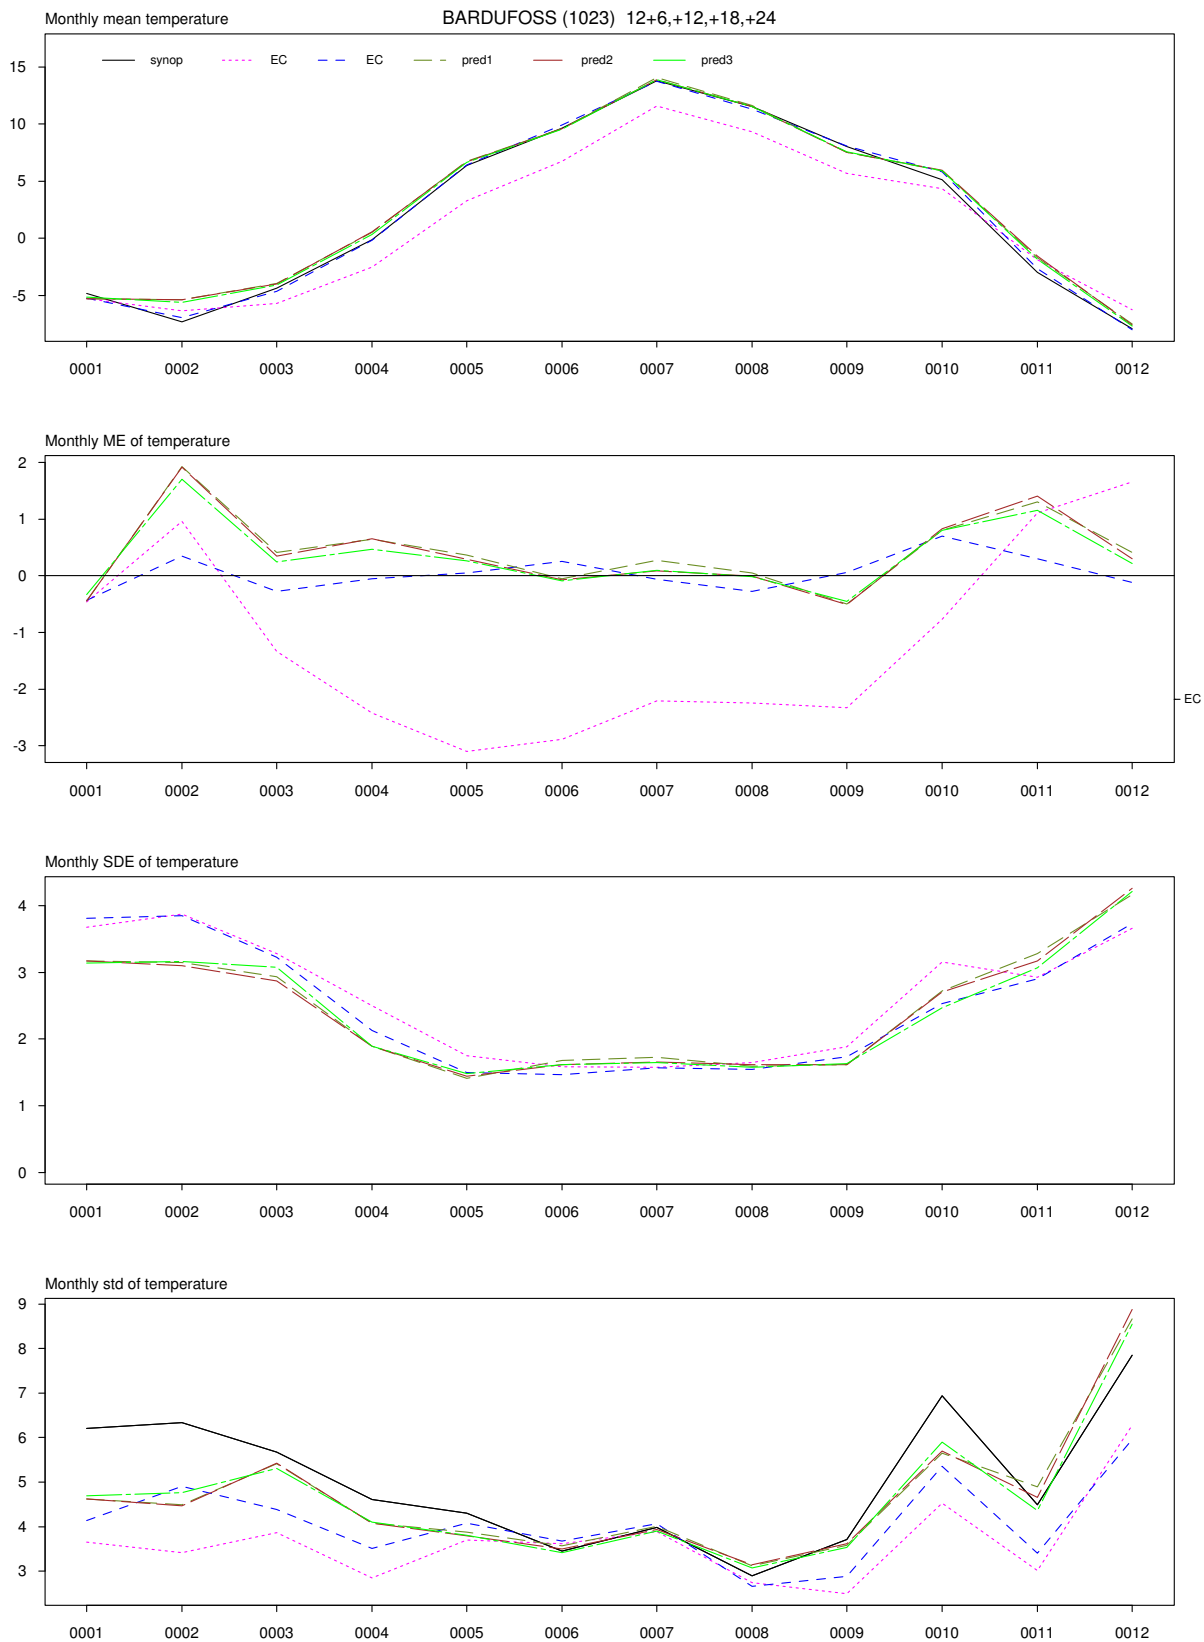 Monthly mean temperature
BARDUFOSS (1023) 12+6,+12,+18,+24
synop EC EC pred1 pred2 pred3
15
10
5
0
-5
0001 0002 0003 0004 0005 0006 0007 0008 0009 0010 0011 0012
Monthly ME of temperature
2
1
0
-1
-2
EC
-3
0001 0002 0003 0004 0005 0006 0007 0008 0009 0010 0011 0012
Monthly SDE of temperature
4
3
2
1
0
0001 0002 0003 0004 0005 0006 0007 0008 0009 0010 0011 0012
Monthly std of temperature
9
8
7
6
5
4
3
0001 0002 0003 0004 0005 0006 0007 0008 0009 0010 0011 0012